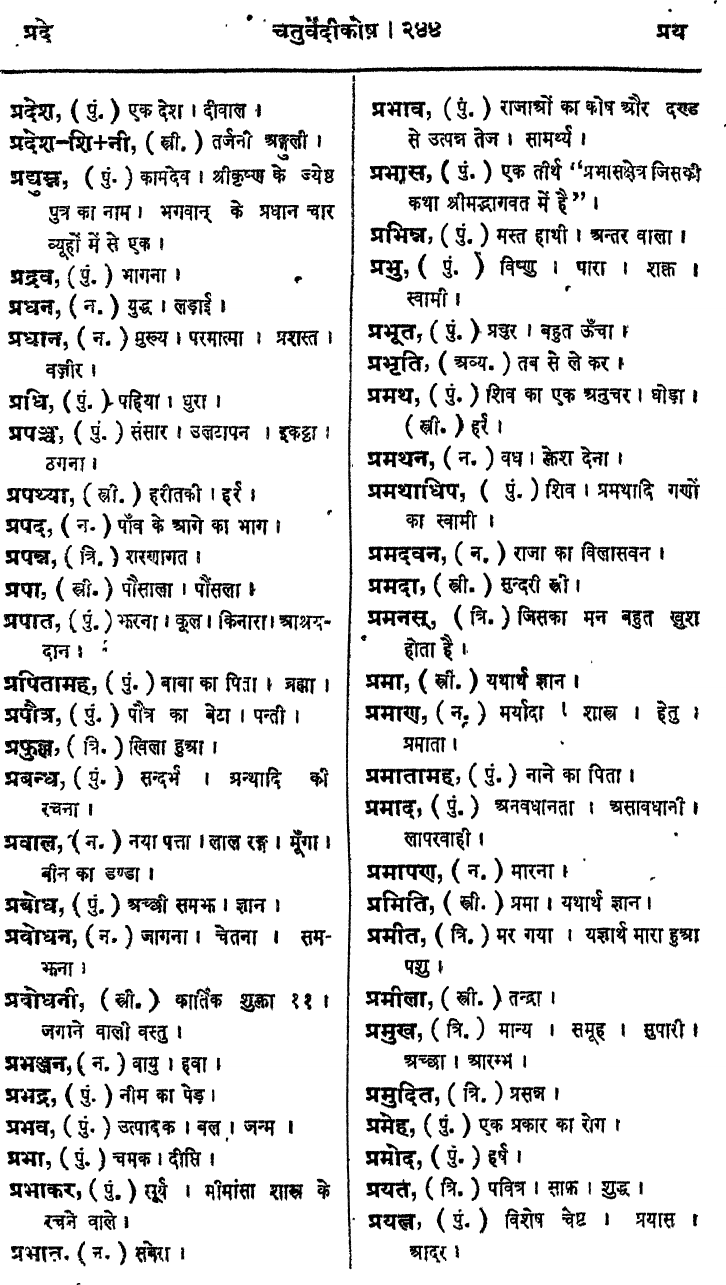 प्रदे
चतुर्वेदीकोष । २४४
प्रथ
प्रदेश, ( पुं. ) एक देश । दीवाल ।
प्रदेश-शि+नी, ( स्त्री. ) तर्जनी अङ्गुली ।
प्रद्युम्न, ( पुं. ) कामदेव । श्रीकृष्ण के ज्येष्ठ
पुत्र का नाम । भगवान् के प्रधान चार
व्यूहों में से एक ।
प्रद्रव, ( पुं. ) भागना ।
प्रधन, ( न. ) युद्ध । लड़ाई ।
प्रधान, ( न. ) मुख्य । परमात्मा । प्रशस्त ।
वज़ीर ।
प्रधि, ( पुं. ) पहिया । धुरा ।
प्रपञ्च, ( पुं. ) संसार । उलटापन । इकट्ठा ।
ठगना ।
प्रपथ्या, ( स्त्री. ) हरीतकी । हर्र ।
प्रपद, ( न. ) पाँव के आगे का भाग ।
प्रपन्न, ( त्रि. ) शरणागत ।
प्रपा, ( स्त्री. ) पौसाला । पौंसला ।
प्रपात, ( पुं. ) झरना । कूल । किनारा । आश्रय-
दान ।
प्रपितामह, ( पुं. ) बाबा का पिता । ब्रह्मा ।
प्रपौत्र, ( पुं. ) पौत्र का बेटा । पन्ती ।
प्रफुल्ल, ( त्रि. ) खिला हुआ ।
प्रबन्ध, ( पुं. ) सन्दर्भ । ग्रन्थादि की
रचना ।
प्रवाल, ( न. ) नया पत्ता । लाल रङ्ग । मूँगा ।
बीन का डण्डा ।
प्रबोध, ( पुं. ) अच्छी समझ । ज्ञान ।
प्रबोधन, ( न. ) जागना । चेतना । सम-
झना ।
प्रबोधनी, ( स्त्री. ) कार्तिक शुक्ला ११ ।
जगाने वाली वस्तु ।
प्रभञ्जन, ( न. ) वायु । हवा ।
प्रभद्र, ( पुं. ) नीम का पेड़ ।
प्रभव, ( पुं. ) उत्पादक । बल । जन्म ।
प्रभा, ( पुं. ) चमक । दीप्ति ।
प्रभाकर, ( पुं. ) सूर्य । मीमांसा शास्त्र के
रचने वाले ।
प्रभात. ( न. ) सबेरा ।
प्रभाव, ( पुं. ) राजाओं का कोष और दण्ड
से उत्पन्न तेज । सामर्थ्य ।
प्रभास, ( पुं. ) एक तीर्थ “प्रभासक्षेत्र जिसकी
कथा श्रीमद्भागवत में है” ।
प्रभिन्न, ( पुं. ) मस्त हाथी । अन्तर वाला ।
प्रभु, ( पुं. ) विष्णु । पारा । शक्त ।
स्वामी ।
प्रभूत, ( पुं. ) प्रचुर । बहुत ऊँचा ।
प्रभृति, ( अव्य. ) तब से ले कर ।
प्रमथ, ( पुं. ) शिव का एक अनुचर । घोड़ा ।
( स्त्री. ) हर्र ।
प्रमथन, ( न. ) वध । क्लेश देना ।
प्रमथाधिप, ( पुं. ) शिव । प्रमथादि गणों
का स्वामी ।
प्रमदवन, ( न. ) राजा का विलासवन ।
प्रमदा, ( स्त्री. ) सुन्दरी स्त्री ।
प्रमनस्, ( त्रि. ) जिसका मन बहुत खुश
होता है ।
प्रमा, ( स्त्री. ) यथार्थ ज्ञान ।
प्रमाण, ( न. ) मर्यादा । शास्त्र । हेतु ।
प्रमाता ।
प्रमातामह, ( पुं. ) नाने का पिता ।
प्रमाद, ( पुं. ) अनवधानता । असावधानी ।
लापरवाही ।
प्रमापण, ( न. ) मारना ।
प्रमिति, ( स्त्री. ) प्रमा । यथार्थ ज्ञान ।
प्रमीत, ( त्रि. ) मर गया । यज्ञार्थ मारा हुआ
पशु ।
प्रमीला, ( स्त्री. ) तन्द्रा ।
प्रमुख, ( त्रि. ) मान्य । समूह । सुपारी ।
अच्छा । आरम्भ ।
प्रमुदित, ( त्रि. ) प्रसन्न ।
प्रमेह, ( पुं. ) एक प्रकार का रोग ।
प्रमोद, ( पुं. ) हर्ष ।
प्रयत, ( त्रि. ) पवित्र । साफ़ । शुद्ध ।
प्रयत्न, ( पुं. ) विशेष चेष्ट । प्रयास ।
आदर ।